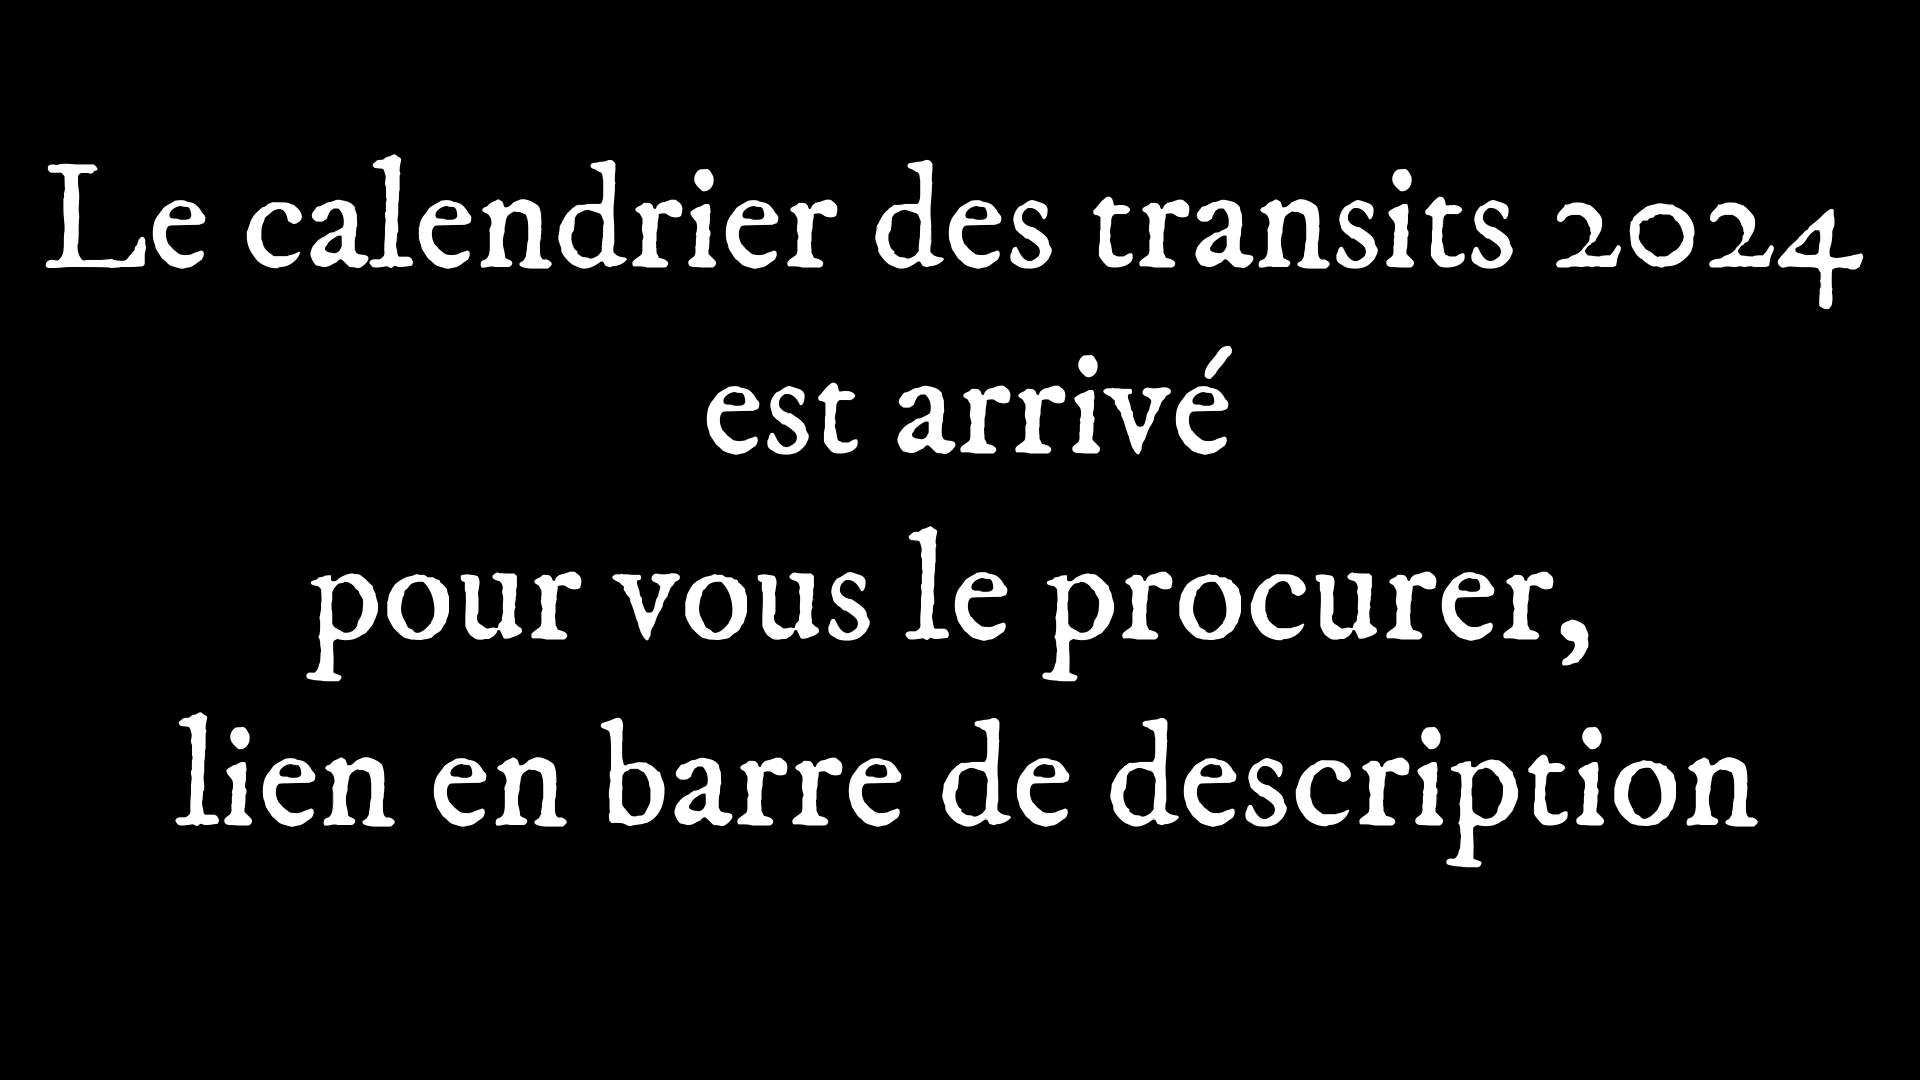 Le calendrier des transits 2024
est arrivé
pour vous le procurer,
lien en barre de description